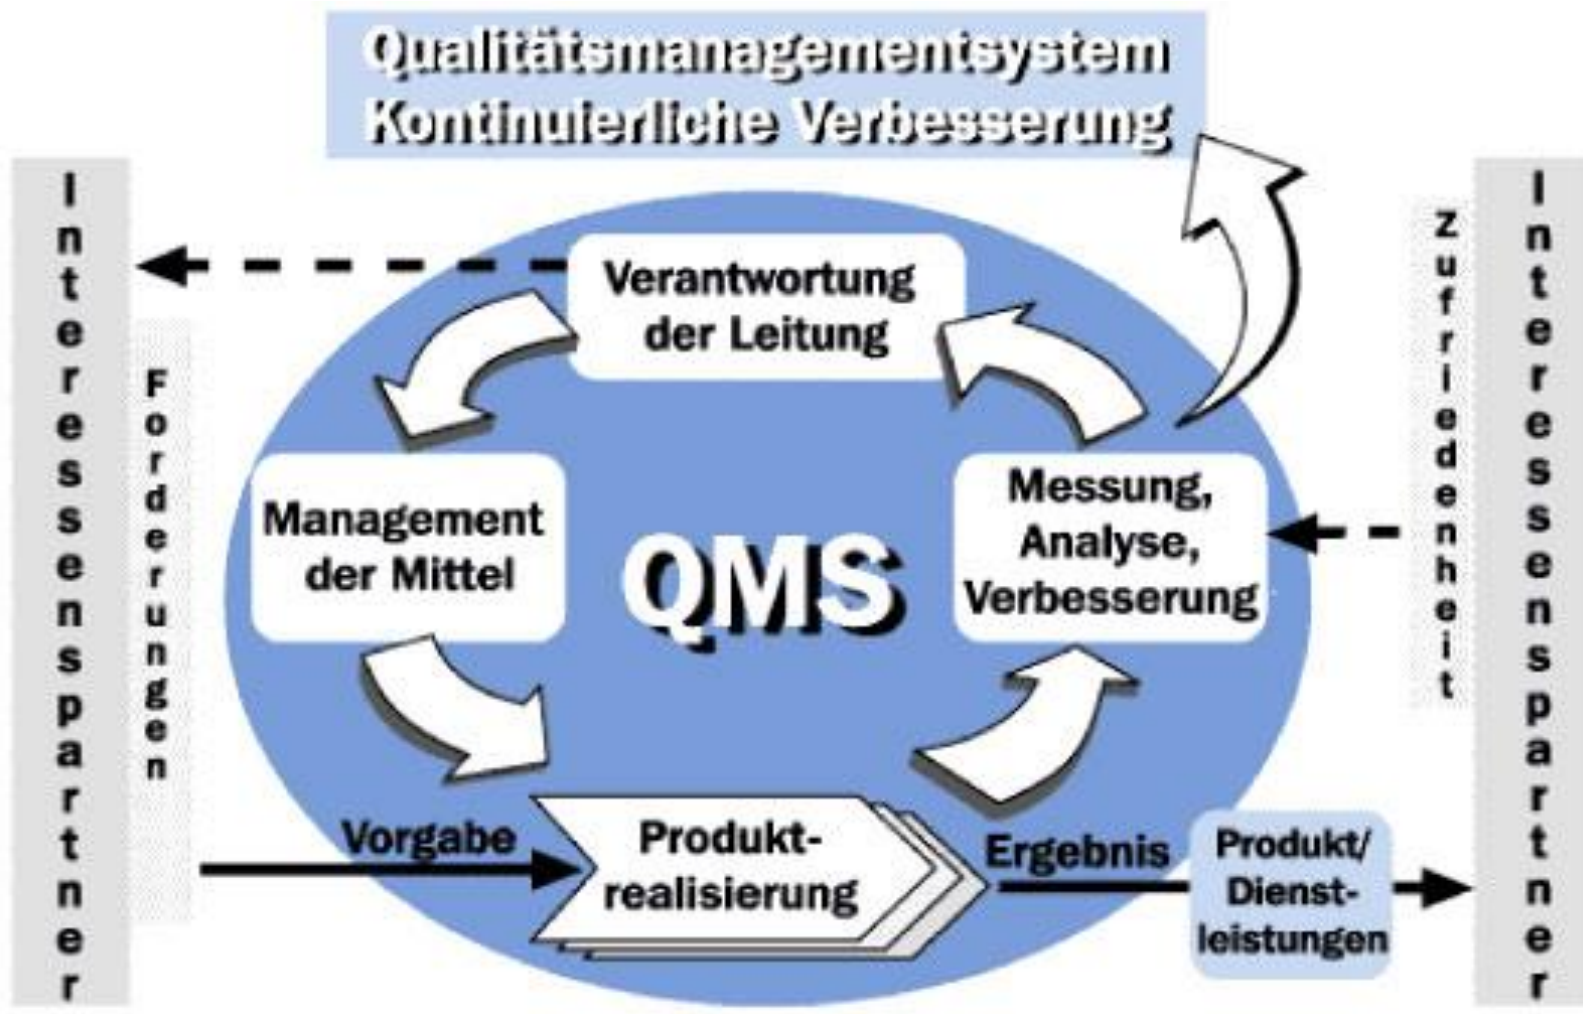 Qualitätsmanagementsystem
Kontinuierliche Verbesserung
Interessenspartner
Forderungen
Verantwortung
der Leitung
Management
der Mittel
QMS
Messung,
Analyse,
Verbesserung
Zufriedenheit
Interessenspartner
Vorgabe
Produkt-
realisierung
Ergebnis
Produkt/
Dienst-
leistungen